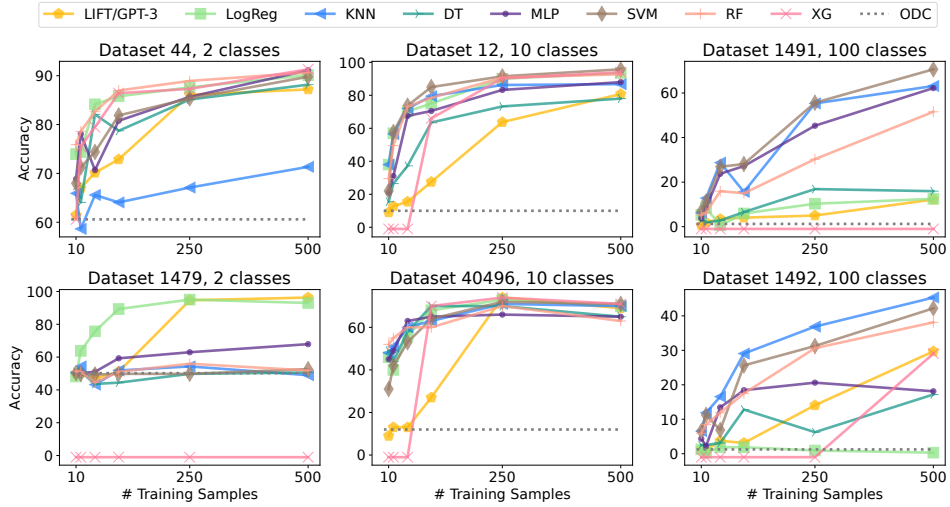 LIFT/GPT-3 LogReg KNN DT MLP SVM RF XG ODC
Dataset 44, 2 classes
Dataset 12, 10 classes
Dataset 1491, 100 classes
Accuracy
90
80
70
60
10 250 500
100
80
60
40
20
0
10 250 500
60
40
20
0
10 250 500
Dataset 1479, 2 classes
Dataset 40496, 10 classes
Dataset 1492, 100 classes
Accuracy
100
80
60
40
20
0
10 250 500
# Training Samples
60
40
20
0
10 250 500
# Training Samples
40
30
20
10
0
10 250 500
# Training Samples